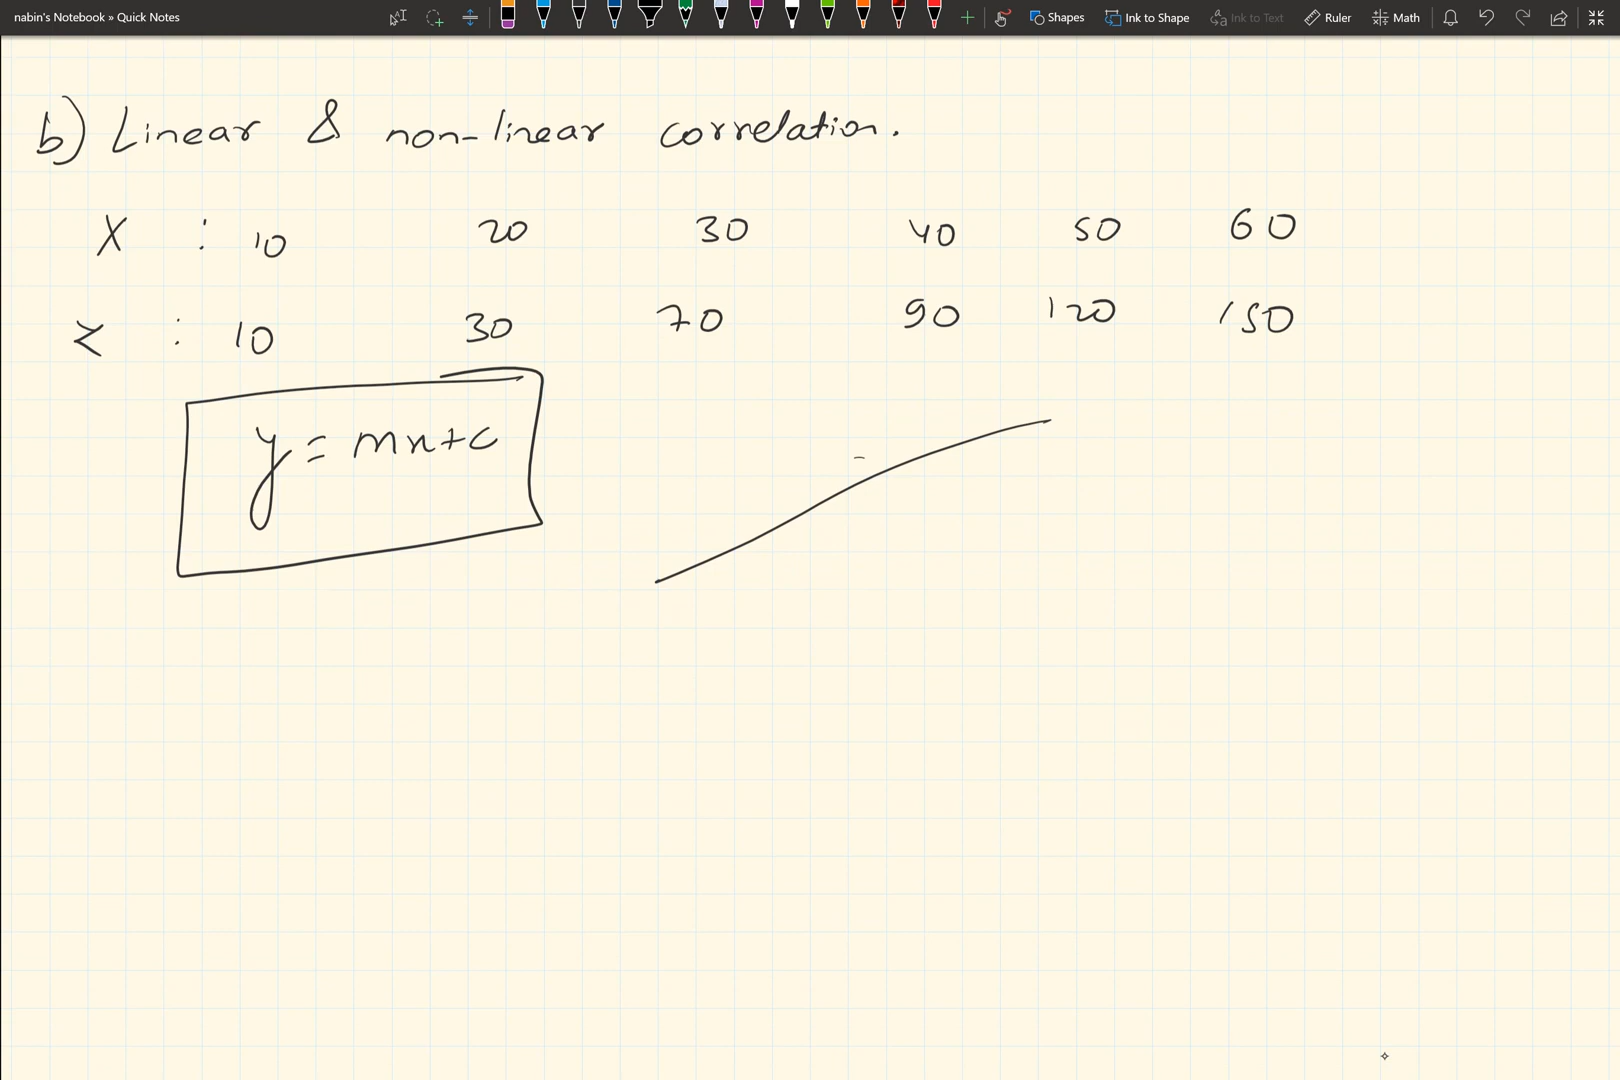 nabin's Notebook » Quick Notes
Shapes Ink to Shape Ink to Text Ruler Math
b) Linear & non-linear correlation.
X : 10 20 30 40 50 60
: 10 30 70 90 120 150
y = mx+c